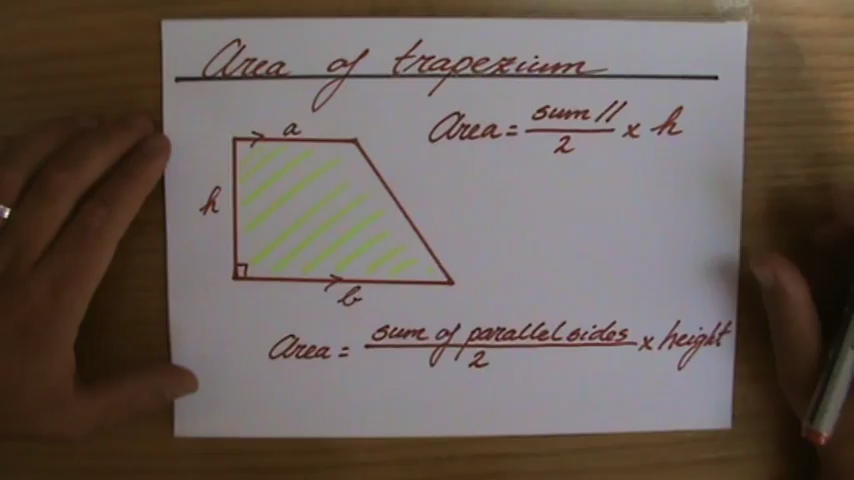 Area of trapezium
a
Area = sum // / 2 × h
h
b
Area = sum of parallel sides / 2 × height